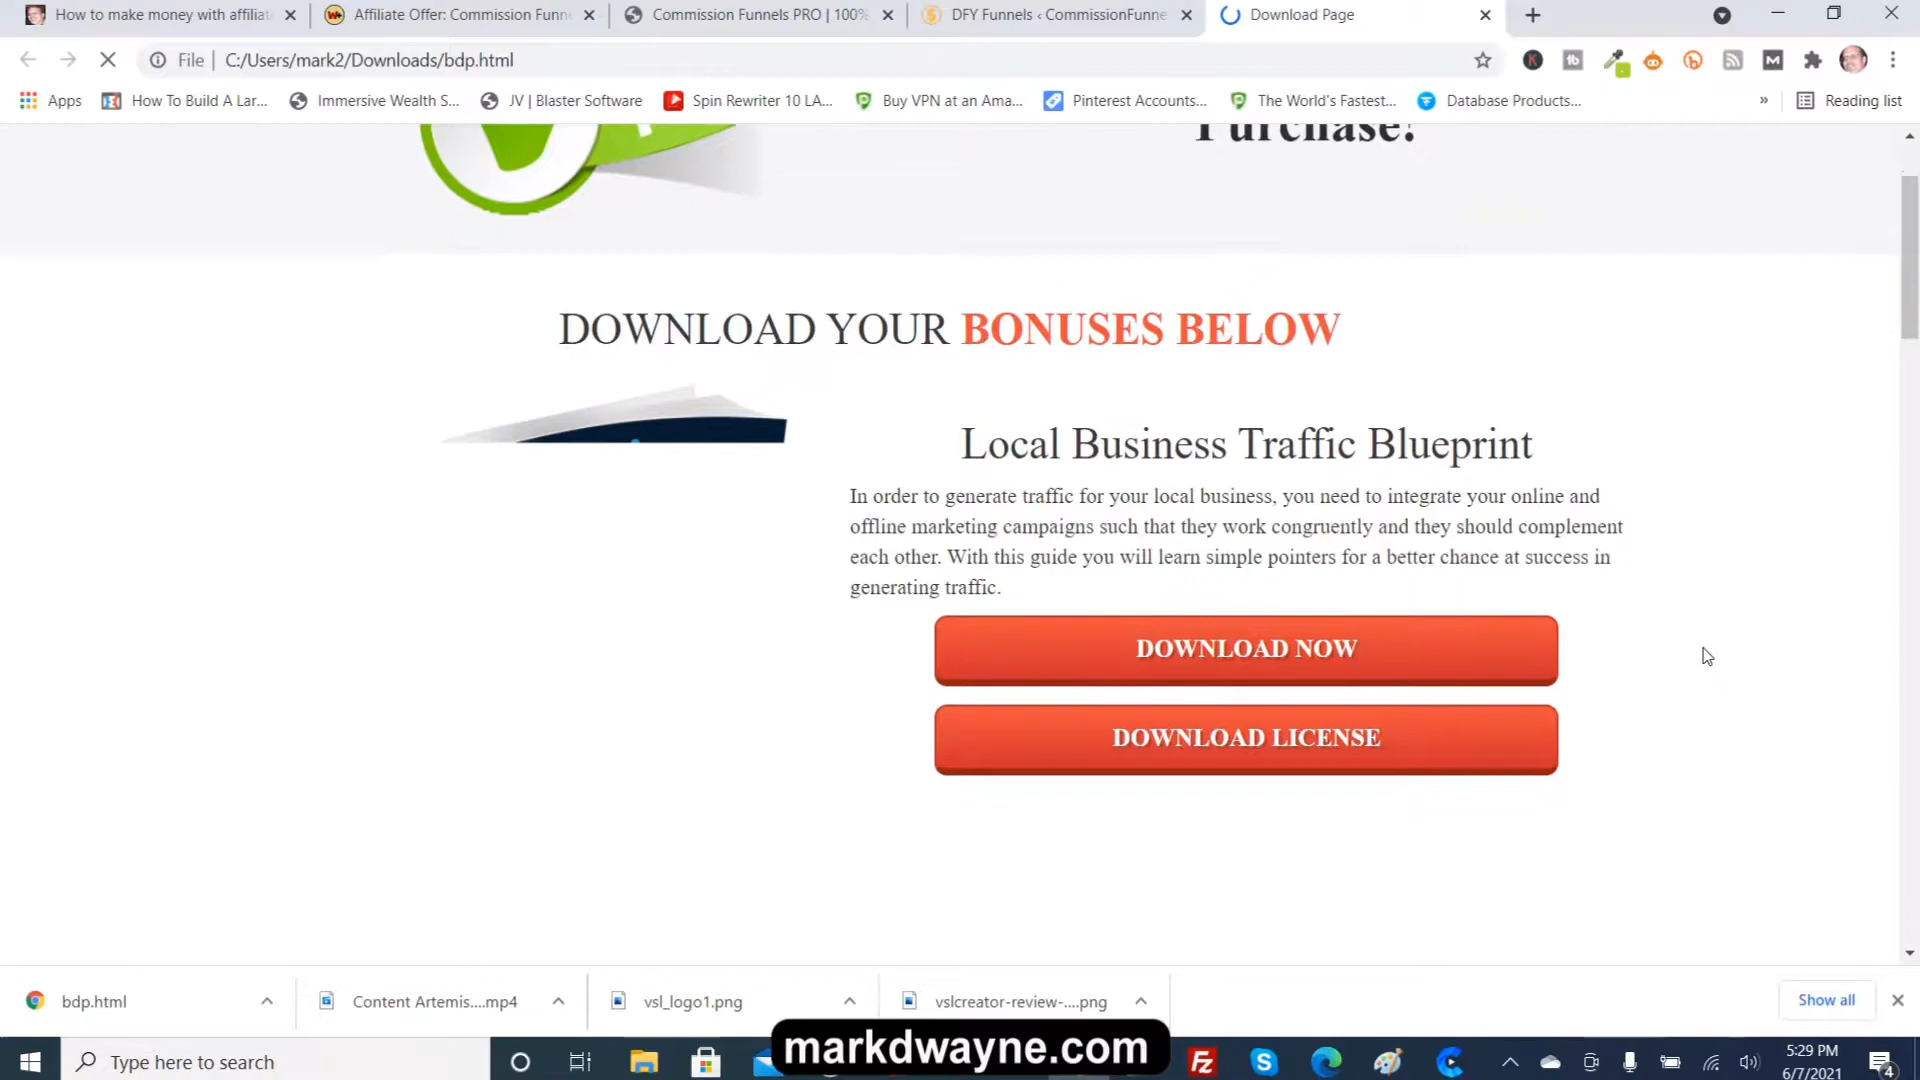 How to make money with affiliat
Affiliate Offer: Commission Funn
Commission Funnels PRO | 100%
DFY Funnels ‹ CommissionFunne
Download Page
File
C:/Users/mark2/Downloads/bdp.html
Apps
How To Build A Lar...
Immersive Wealth S...
JV | Blaster Software
Spin Rewriter 10 LA...
Buy VPN at an Ama...
Pinterest Accounts...
The World's Fastest...
Database Products...
»
Reading list
Purchase!
DOWNLOAD YOUR BONUSES BELOW
Local Business Traffic Blueprint
In order to generate traffic for your local business, you need to integrate your online and
offline marketing campaigns such that they work congruently and they should complement
each other. With this guide you will learn simple pointers for a better chance at success in
generating traffic.
DOWNLOAD NOW
DOWNLOAD LICENSE
bdp.html
Content Artemis....mp4
vsl_logo1.png
vslcreator-review-....png
Show all
markdwayne.com
Type here to search
5:29 PM
6/7/2021
4